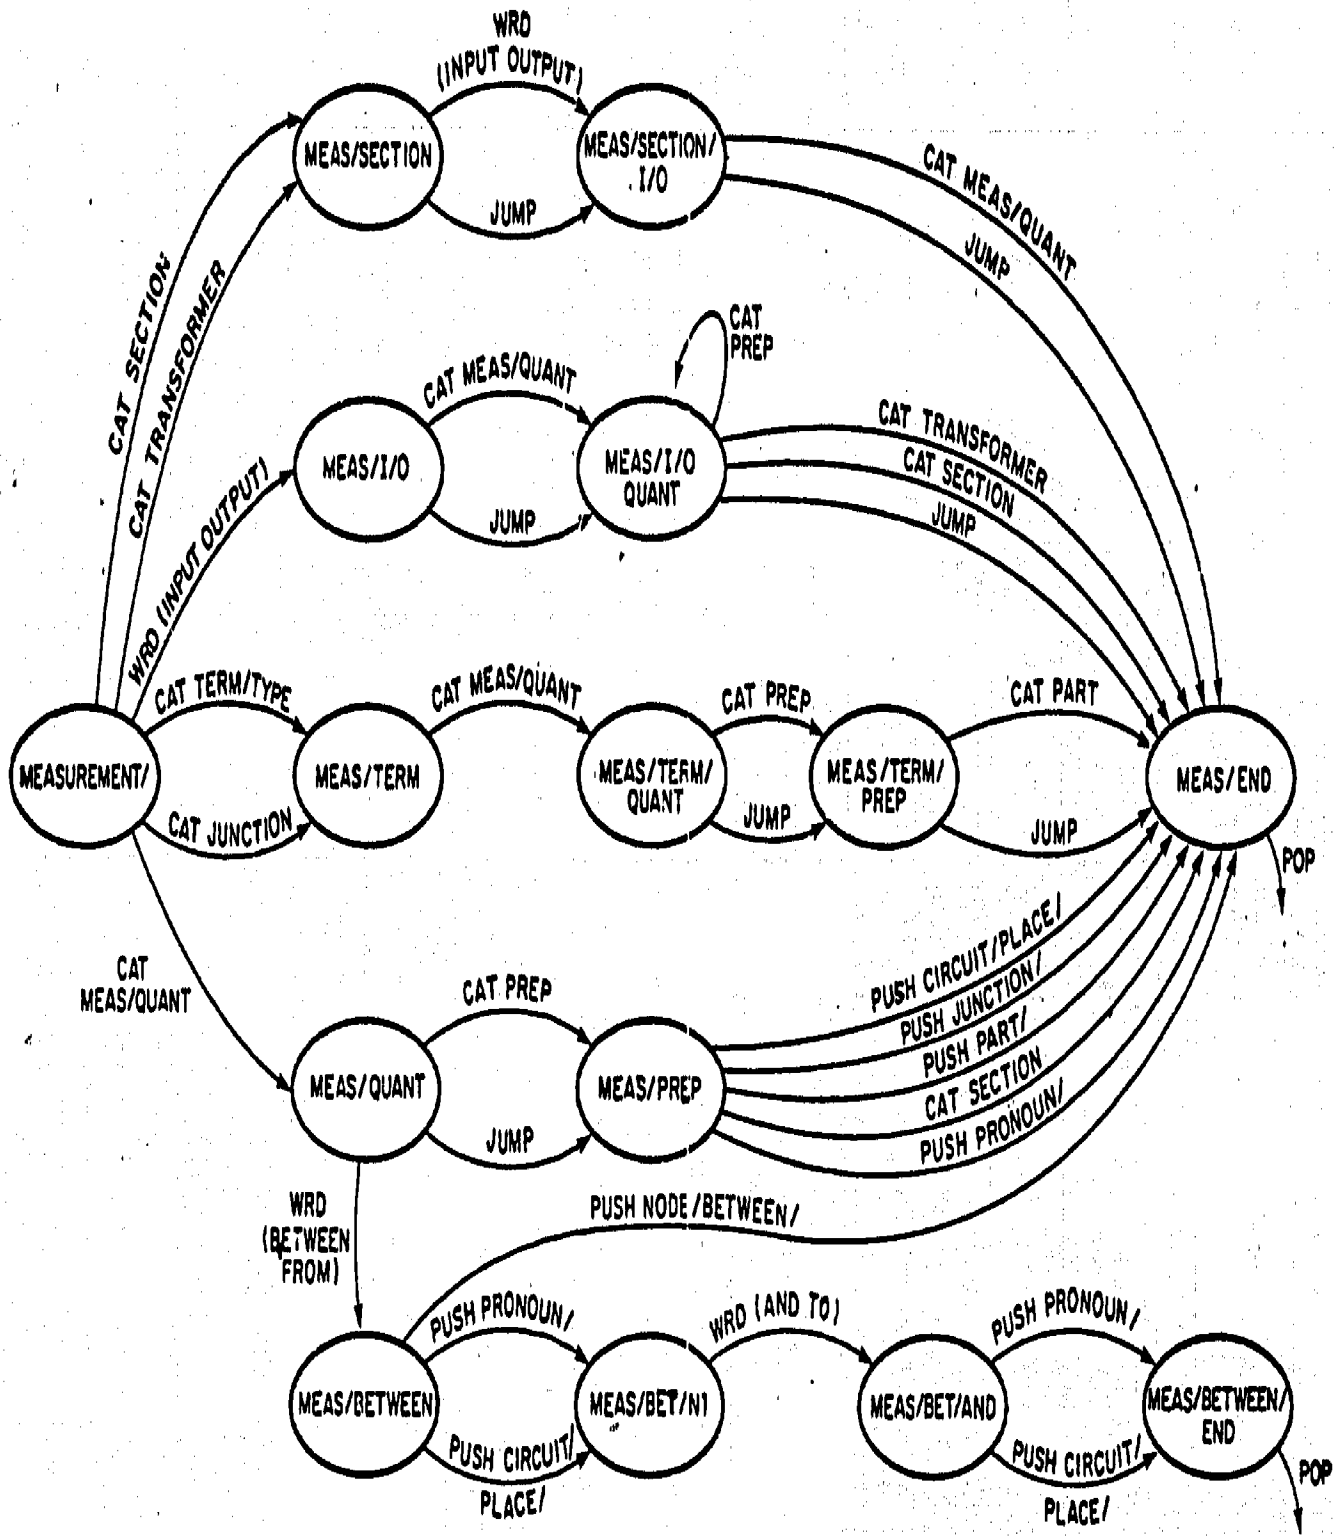 WRD
(INPUT OUTPUT)
MEAS/SECTION
MEAS/SECTION/
I/O
JUMP
CAT MEAS/QUANT
JUMP
CAT SECTION
CAT TRANSFORMER
WRD (INPUT OUTPUT)
CAT
PREP
CAT MEAS/QUANT
MEAS/I/O
MEAS/I/O
QUANT
JUMP
CAT TRANSFORMER
CAT SECTION
JUMP
CAT TERM/TYPE
CAT MEAS/QUANT
CAT PREP
CAT PART
MEASUREMENT/
MEAS/TERM
MEAS/TERM/
QUANT
MEAS/TERM/
PREP
MEAS/END
CAT JUNCTION
JUMP
JUMP
POP
CAT
MEAS/QUANT
CAT PREP
MEAS/QUANT
MEAS/PREP
JUMP
PUSH CIRCUIT/PLACE/
PUSH JUNCTION/
PUSH PART/
CAT SECTION
PUSH PRONOUN/
WRD
(BETWEEN
FROM)
PUSH NODE/BETWEEN/
PUSH PRONOUN/
WRD (AND TO)
PUSH PRONOUN/
MEAS/BETWEEN
MEAS/BET/N1
MEAS/BET/AND
MEAS/BETWEEN/
END
PUSH CIRCUIT/
PLACE/
PUSH CIRCUIT/
PLACE/
POP